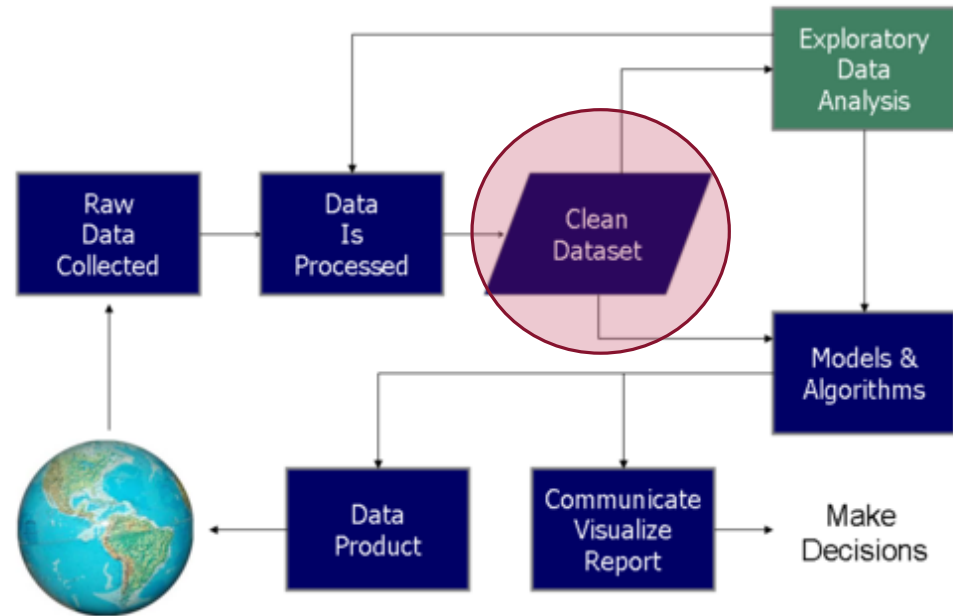 Exploratory
Data
Analysis
Raw
Data
Collected
Data
Is
Processed
Clean
Dataset
Models &
Algorithms
Data
Product
Communicate
Visualize
Report
Make
Decisions